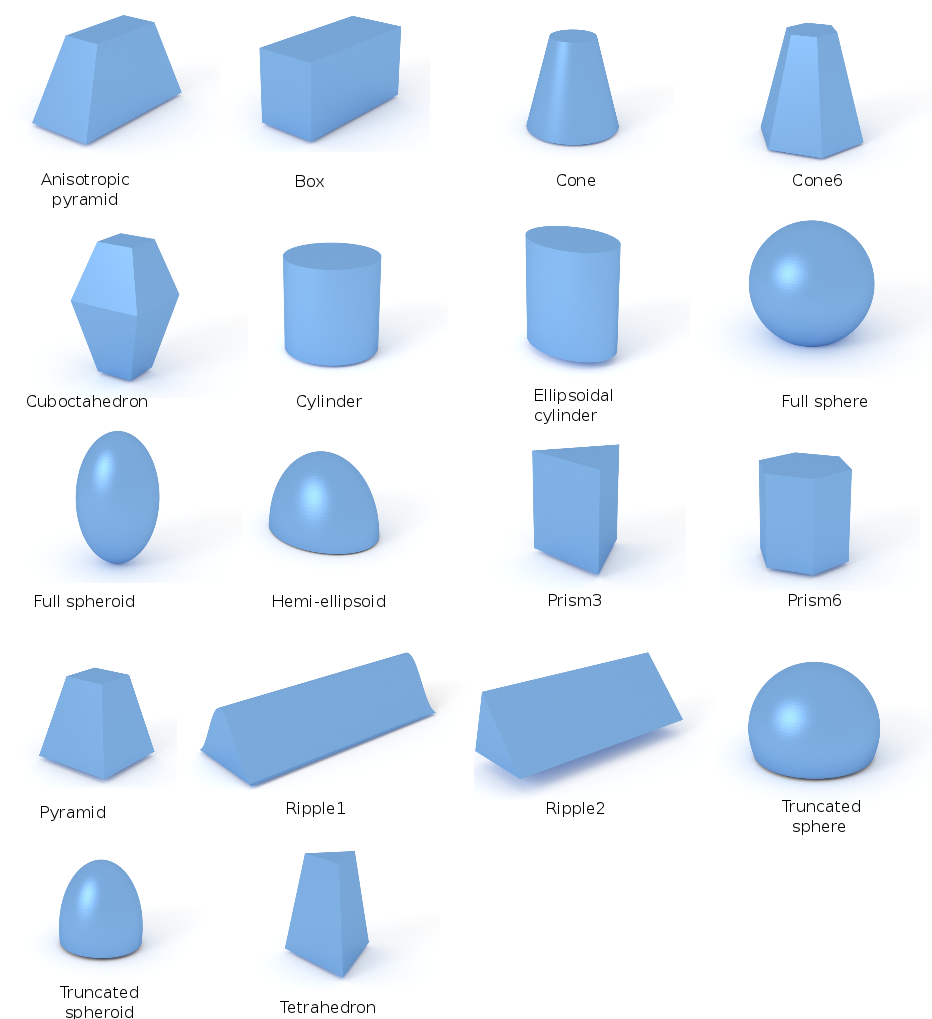 Anisotropic
pyramid
Box
Cone
Cone6
Cuboctahedron
Cylinder
Ellipsoidal
cylinder
Full sphere
Full spheroid
Hemi-ellipsoid
Prism3
Prism6
Pyramid
Ripple1
Ripple2
Truncated
sphere
Truncated
spheroid
Tetrahedron